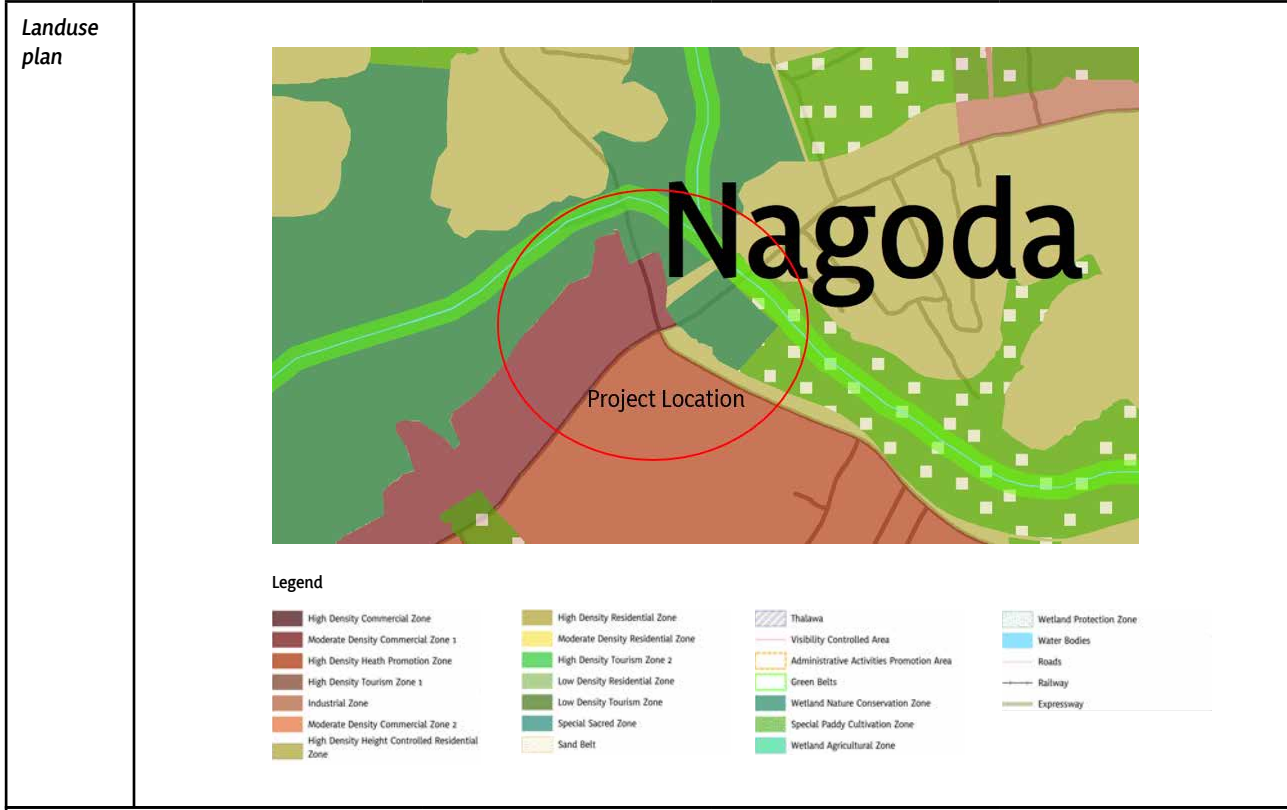 Landuse
plan
Nagoda
Project Location
Legend
High Density Commercial Zone
Moderate Density Commercial Zone 1
High Density Heath Promotion Zone
High Density Tourism Zone 1
Industrial Zone
Moderate Density Commercial Zone 2
High Density Height Controlled Residential
Zone
High Density Residential Zone
Moderate Density Residential Zone
High Density Tourism Zone 2
Low Density Residential Zone
Low Density Tourism Zone
Special Sacred Zone
Sand Belt
Thalawa
Visibility Controlled Area
Administrative Activities Promotion Area
Green Belts
Wetland Nature Conservation Zone
Special Paddy Cultivation Zone
Wetland Agricultural Zone
Wetland Protection Zone
Water Bodies
Roads
Railway
Expressway